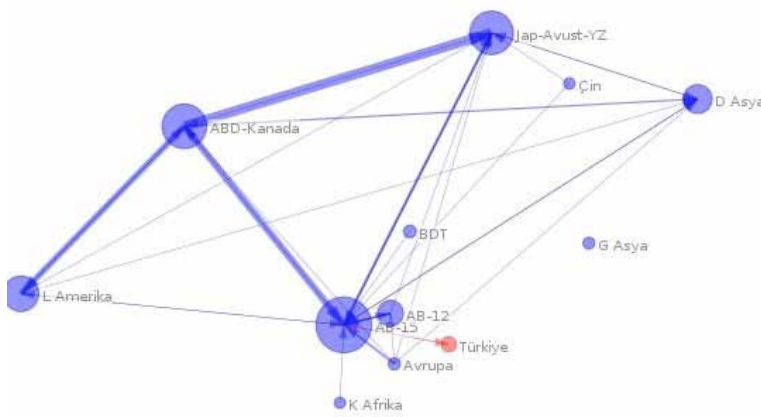 Jap-Avust-YZ
Çin
D Asya
ABD-Kanada
BDT
G Asya
L Amerika
AB-12
AB-15
Türkiye
Avrupa
K Afrika